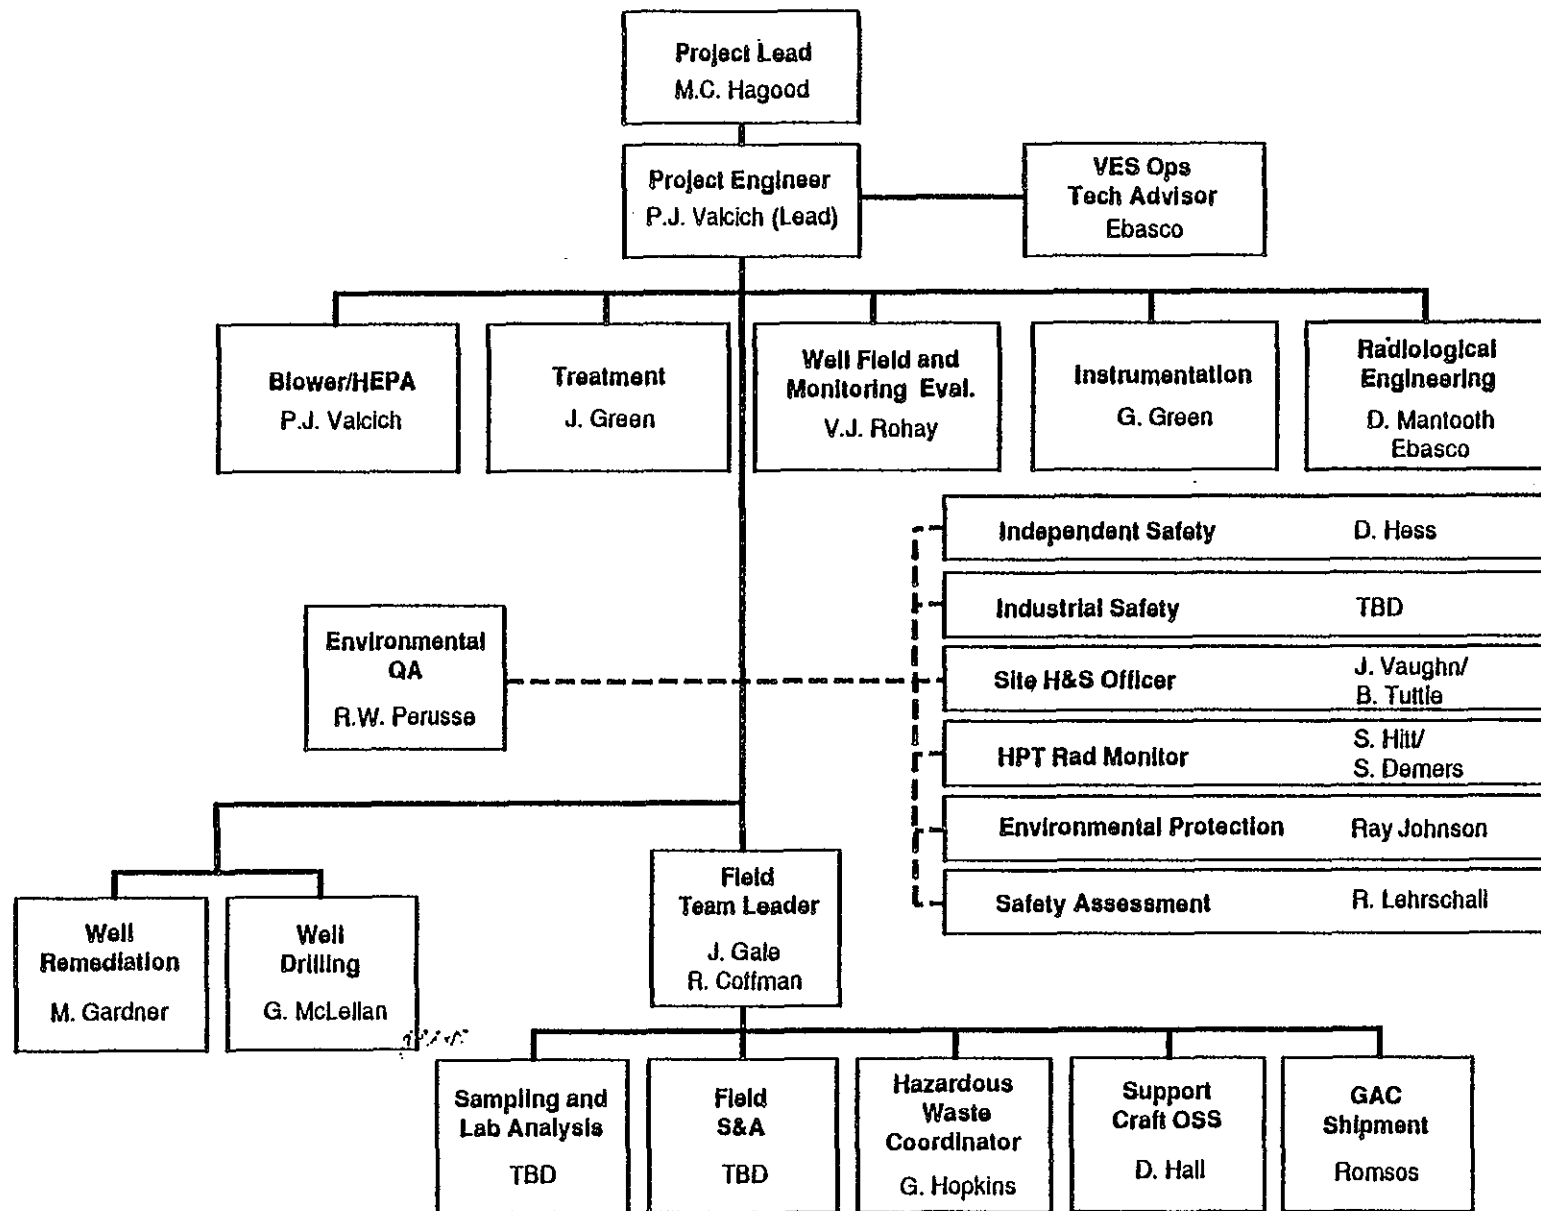 Project Lead
M.C. Hagood
Project Engineer
P.J. Valcich (Lead)
VES Ops
Tech Advisor
Ebasco
Blower/HEPA
P.J. Valcich
Treatment
J. Green
Well Field and
Monitoring Eval.
V.J. Rohay
Instrumentation
G. Green
Radiological
Engineering
D. Mantooth
Ebasco
Independent Safety D. Hess
Industrial Safety TBD
Site H&S Officer J. Vaughn/
B. Tuttle
HPT Rad Monitor S. Hitt/
S. Demers
Environmental Protection Ray Johnson
Safety Assessment R. Lehrschall
Environmental
QA
R.W. Perusse
Well
Remediation
M. Gardner
Well
Drilling
G. McLellan
Field
Team Leader
J. Gale
R. Coffman
Sampling and
Lab Analysis
TBD
Field
S&A
TBD
Hazardous
Waste
Coordinator
G. Hopkins
Support
Craft OSS
D. Hall
GAC
Shipment
Romsos